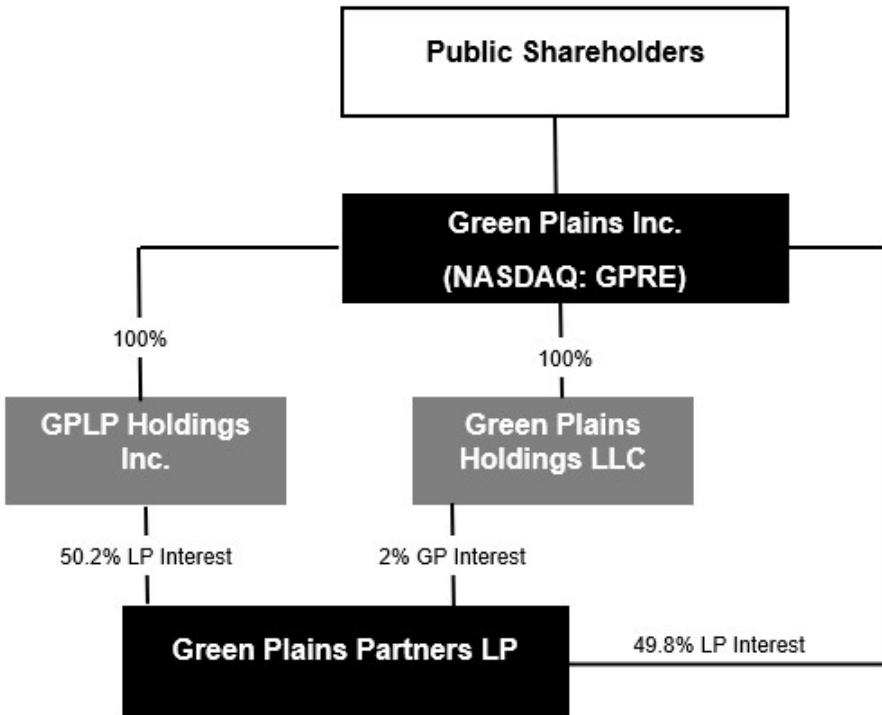 Public Shareholders
Green Plains Inc.
(NASDAQ: GPRE)
100%
100%
GPLP Holdings
Inc.
Green Plains
Holdings LLC
50.2% LP Interest
2% GP Interest
Green Plains Partners LP
49.8% LP Interest